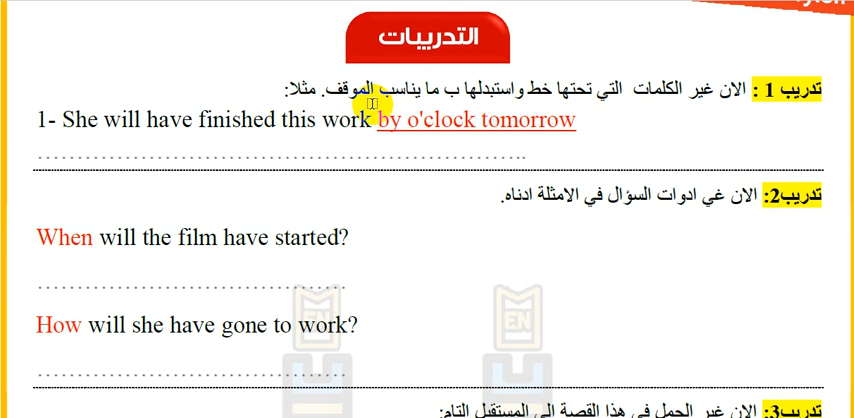 التدريبات
تدريب 1 : الان غير الكلمات التي تحتها خط واستبدلها ب ما يناسب الموقف. مثلا:
1- She will have finished this work by o'clock tomorrow
……………………………………………………..
تدريب2: الان غي ادوات السؤال في الامثلة ادناه.
When will the film have started?
…………………………………
How will she have gone to work?
…………………………………
تدريب3: الان غير الجمل في هذا القصة الى المستقبل التام:
EN
EN